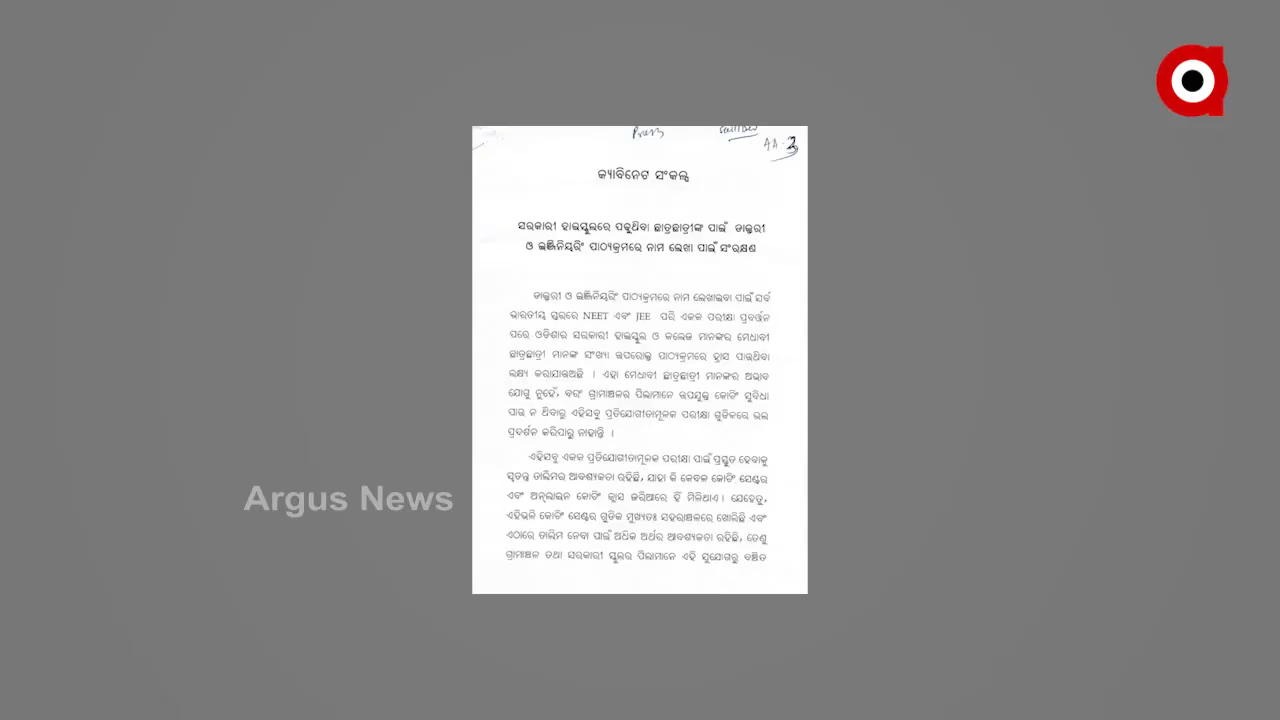 Press
AA-2
କ୍ୟାବିନେଟ ସଂକଳ୍ପ
ସରକାରୀ ହାଇସ୍କୁଲରେ ପଢୁଥିବା ଛାତ୍ରଛାତ୍ରୀଙ୍କ ପାଇଁ ଡାକ୍ତରୀ
ଓ ଇଞ୍ଜିନିୟରିଂ ପାଠ୍ୟକ୍ରମରେ ନାମ ଲେଖା ପାଇଁ ସଂରକ୍ଷଣ
ଡାକ୍ତରୀ ଓ ଇଞ୍ଜିନିୟରିଂ ପାଠ୍ୟକ୍ରମରେ ନାମ ଲେଖାଇବା ପାଇଁ ସର୍ବ
ଭାରତୀୟ ସ୍ତରରେ NEET ଏବଂ JEE ପରି ଏକକ ପରୀକ୍ଷା ପ୍ରବର୍ତ୍ତନ
ପରେ ଓଡିଶାର ସରକାରୀ ହାଇସ୍କୁଲ ଓ କଲେଜ ମାନଙ୍କର ମେଧାବୀ
ଛାତ୍ରଛାତ୍ରୀ ମାନଙ୍କ ସଂଖ୍ୟା ଉପରୋକ୍ତ ପାଠ୍ୟକ୍ରମରେ ହ୍ରାସ ପାଉଥିବା
ଲକ୍ଷ୍ୟ କରାଯାଉଅଛି । ଏହା ମେଧାବୀ ଛାତ୍ରଛାତ୍ରୀ ମାନଙ୍କର ଅଭାବ
ଯୋଗୁ ନୁହେଁ, ବରଂ ଗ୍ରାମାଞ୍ଚଳର ପିଲାମାନେ ଉପଯୁକ୍ତ କୋଚିଂ ସୁବିଧା
ପାଉ ନ ଥିବାରୁ ଏହିସବୁ ପ୍ରତିଯୋଗୀତାମୂଳକ ପରୀକ୍ଷା ଗୁଡିକରେ ଭଲ
ପ୍ରଦର୍ଶନ କରିପାରୁ ନାହାନ୍ତି ।
ଏହିସବୁ ଏକକ ପ୍ରତିଯୋଗୀତାମୂଳକ ପରୀକ୍ଷା ପାଇଁ ପ୍ରସ୍ତୁତ ହେବାକୁ
ସ୍ୱତନ୍ତ୍ର ତାଲିମର ଆବଶ୍ୟକତା ରହିଛି, ଯାହା କି କେବଳ କୋଚିଂ ସେଣ୍ଟର
ଏବଂ ଅନ୍‌ଲାଇନ କୋଚିଂ କ୍ଲାସ ଜରିଆରେ ହିଁ ମିଳିଥାଏ । ଯେହେତୁ,
ଏହିଭଳି କୋଚିଂ ସେଣ୍ଟର ଗୁଡିକ ମୁଖ୍ୟତଃ ସହରାଞ୍ଚଳରେ ଖୋଲିଛି ଏବଂ
ଏଠାରେ ତାଲିମ ନେବା ପାଇଁ ଅଧିକ ଅର୍ଥର ଆବଶ୍ୟକତା ରହିଛି, ତେଣୁ
ଗ୍ରାମାଞ୍ଚଳ ତଥା ସରକାରୀ ସ୍କୁଲର ପିଲାମାନେ ଏହି ସୁଯୋଗରୁ ବଞ୍ଚିତ
Argus News